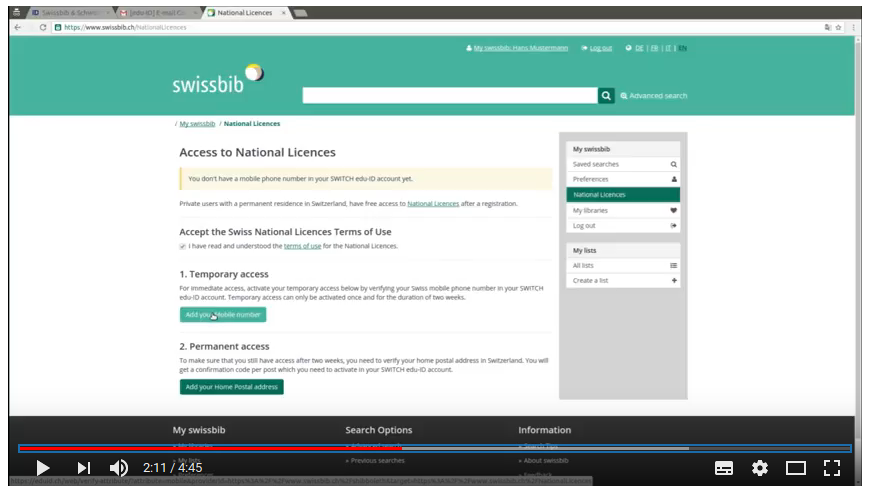 [edu-ID] E-mail
National Licences
https://www.swissbib.ch/NationalLicences
My swissbib: Hans Mustermann
Log out
DE | FR | IT | EN
swissbib
Advanced search
/ My swissbib / National Licences
Access to National Licences
You don't have a mobile phone number in your SWITCH edu-ID account yet.
Private users with a permanent residence in Switzerland, have free access to National Licences after a registration.
Accept the Swiss National Licences Terms of Use
I have read and understood the terms of use for the National Licences.
1. Temporary access
For immediate access, activate your temporary access below by verifying your Swiss mobile phone number in your SWITCH
edu-ID account. Temporary access can only be activated once and for the duration of two weeks.
Add your Mobile number
2. Permanent access
To make sure that you still have access after two weeks, you need to verify your home postal address in Switzerland. You will
get a confirmation code per post which you need to activate in your SWITCH edu-ID account.
Add your Home Postal address
My swissbib
Saved searches
Preferences
National Licences
My libraries
Log out
My lists
All lists
Create a list
My swissbib
Search Options
Information
» My lists
» Previous searches
» Search Tips
» About swissbib
» Feedback
2:11 / 4:45